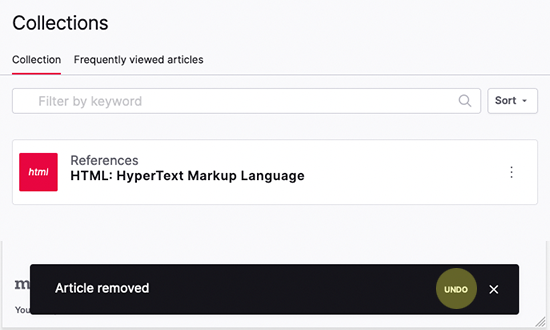 Collections
Collection Frequently viewed articles
Filter by keyword
Sort
html
References
HTML: HyperText Markup Language
Article removed
UNDO
You